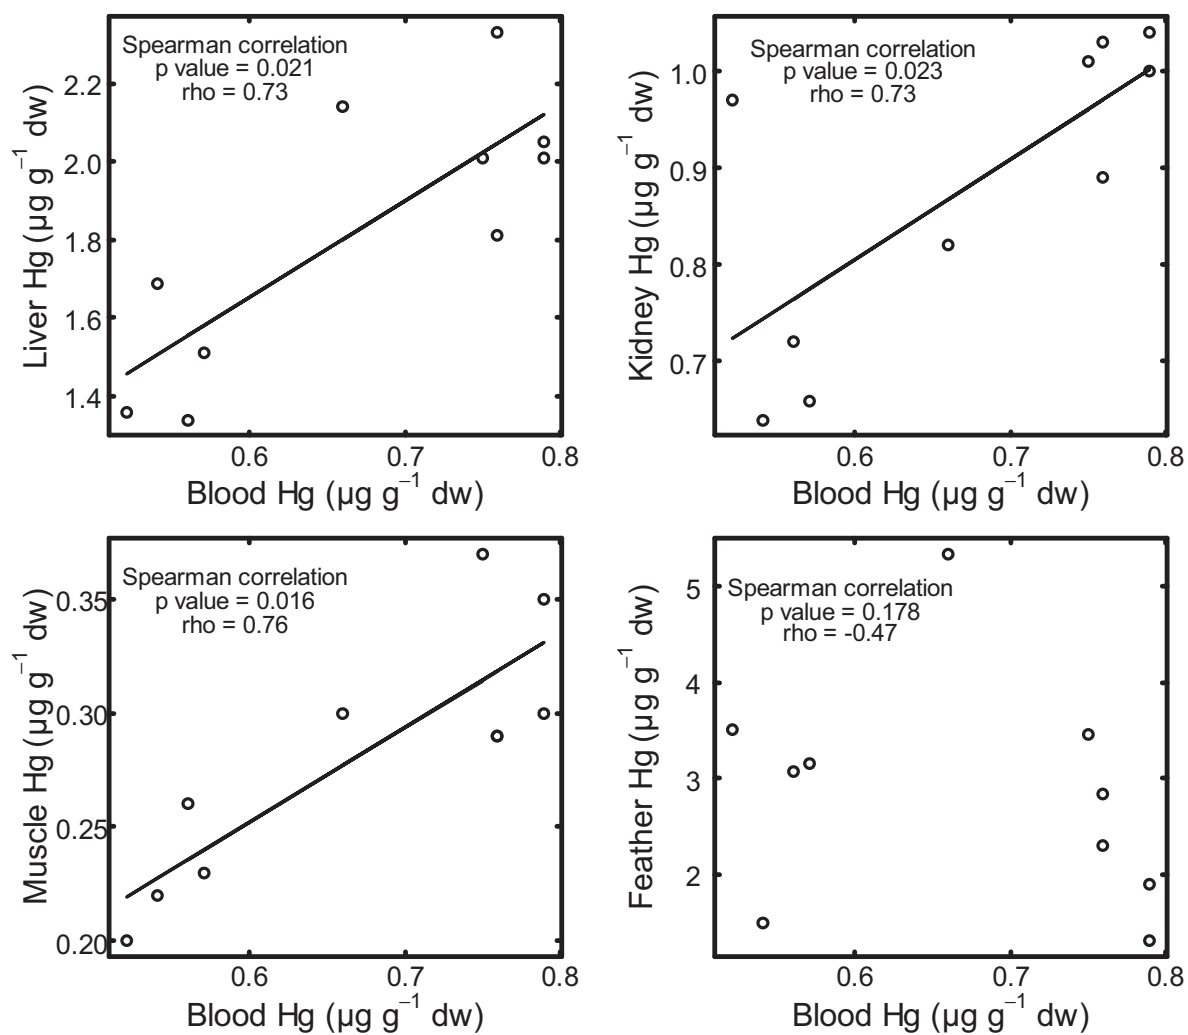 Spearman correlation
p value = 0.021
rho = 0.73
Liver Hg (µg g⁻¹ dw)
2.2
2.0
1.8
1.6
1.4
0.6 0.7 0.8
Blood Hg (µg g⁻¹ dw)
Spearman correlation
p value = 0.023
rho = 0.73
Kidney Hg (µg g⁻¹ dw)
1.0
0.9
0.8
0.7
0.6 0.7 0.8
Blood Hg (µg g⁻¹ dw)
Spearman correlation
p value = 0.016
rho = 0.76
Muscle Hg (µg g⁻¹ dw)
0.35
0.30
0.25
0.20
0.6 0.7 0.8
Blood Hg (µg g⁻¹ dw)
Spearman correlation
p value = 0.178
rho = -0.47
Feather Hg (µg g⁻¹ dw)
5
4
3
2
0.6 0.7 0.8
Blood Hg (µg g⁻¹ dw)